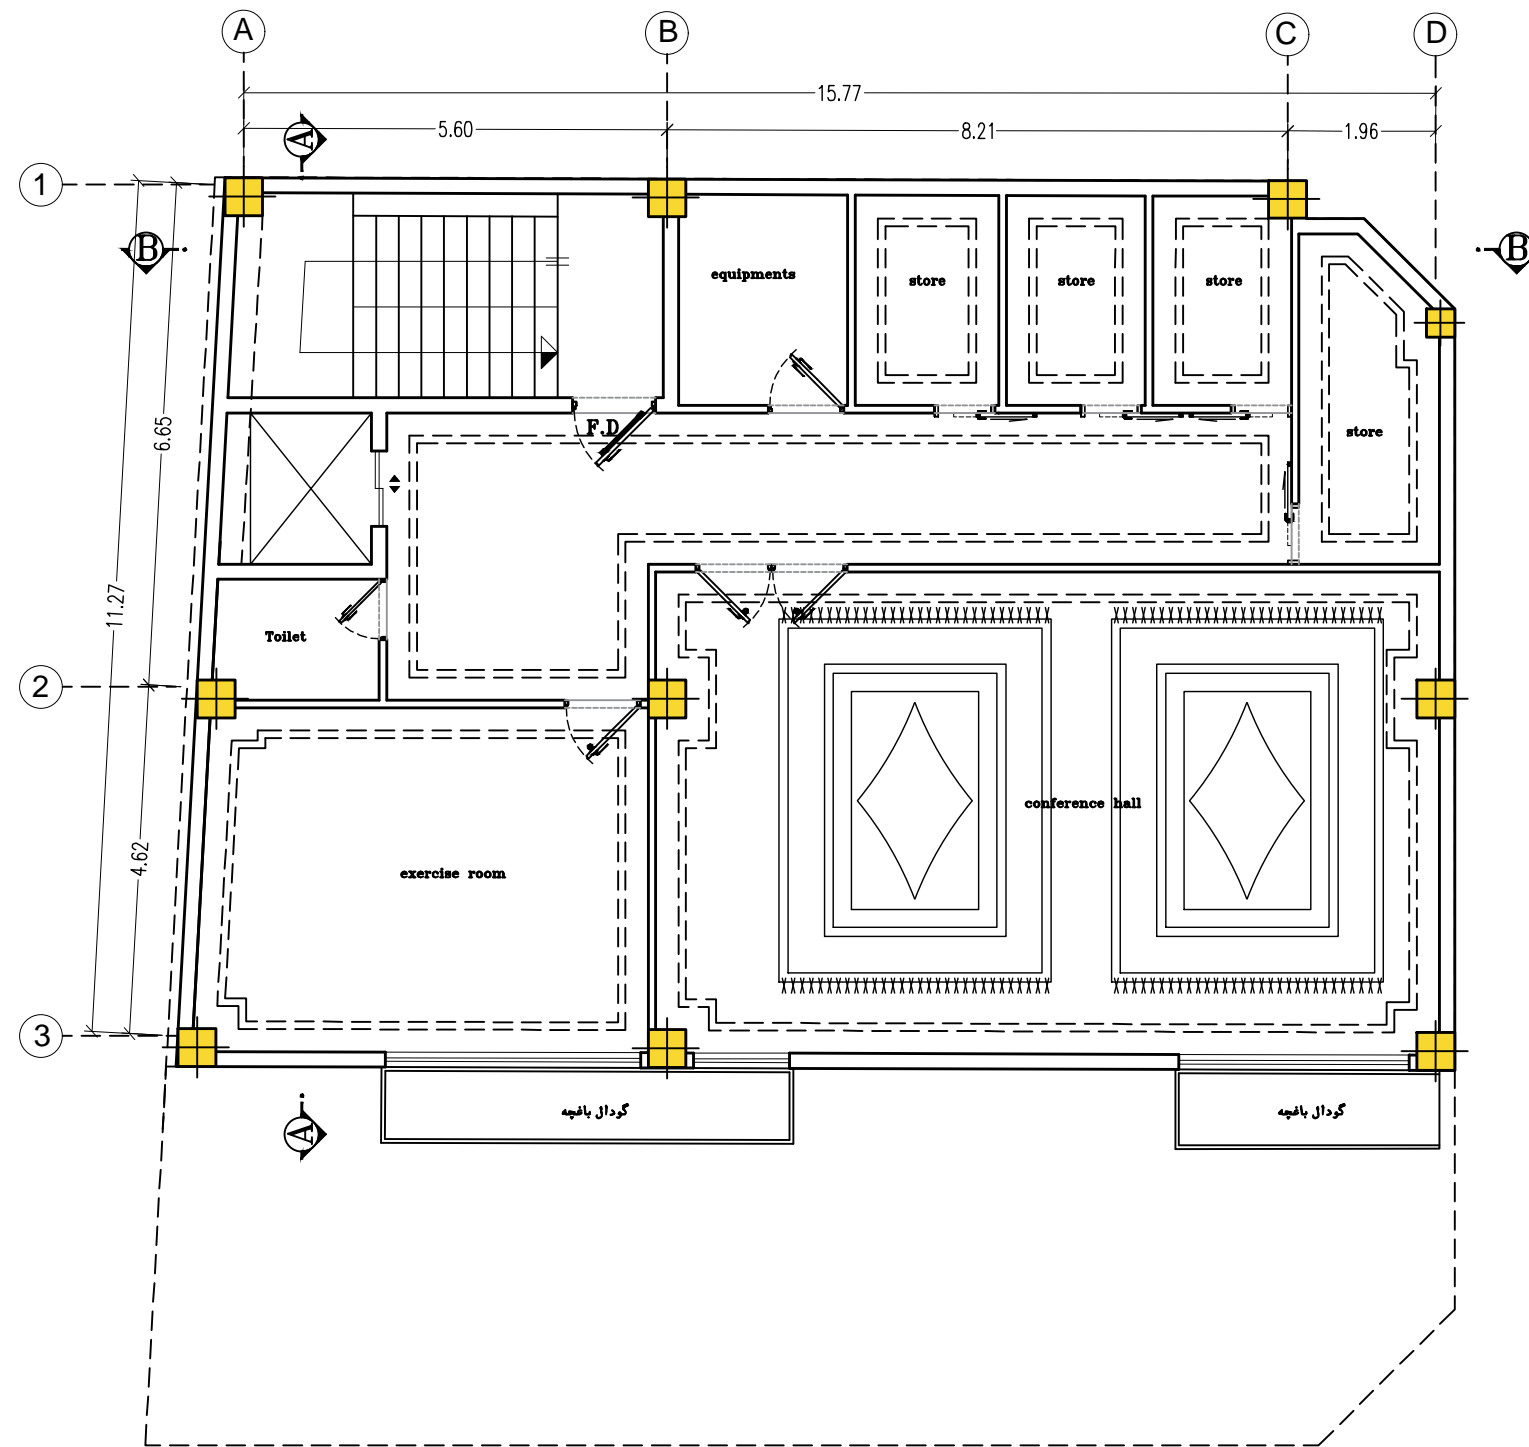 A
B
C
D
15.77
5.60
8.21
1.96
A
1
B
B
equipments
store
store
store
F.D
store
6.65
11.27
Toilet
2
4.62
conference hall
exercise room
3
گودال باغچه
گودال باغچه
A